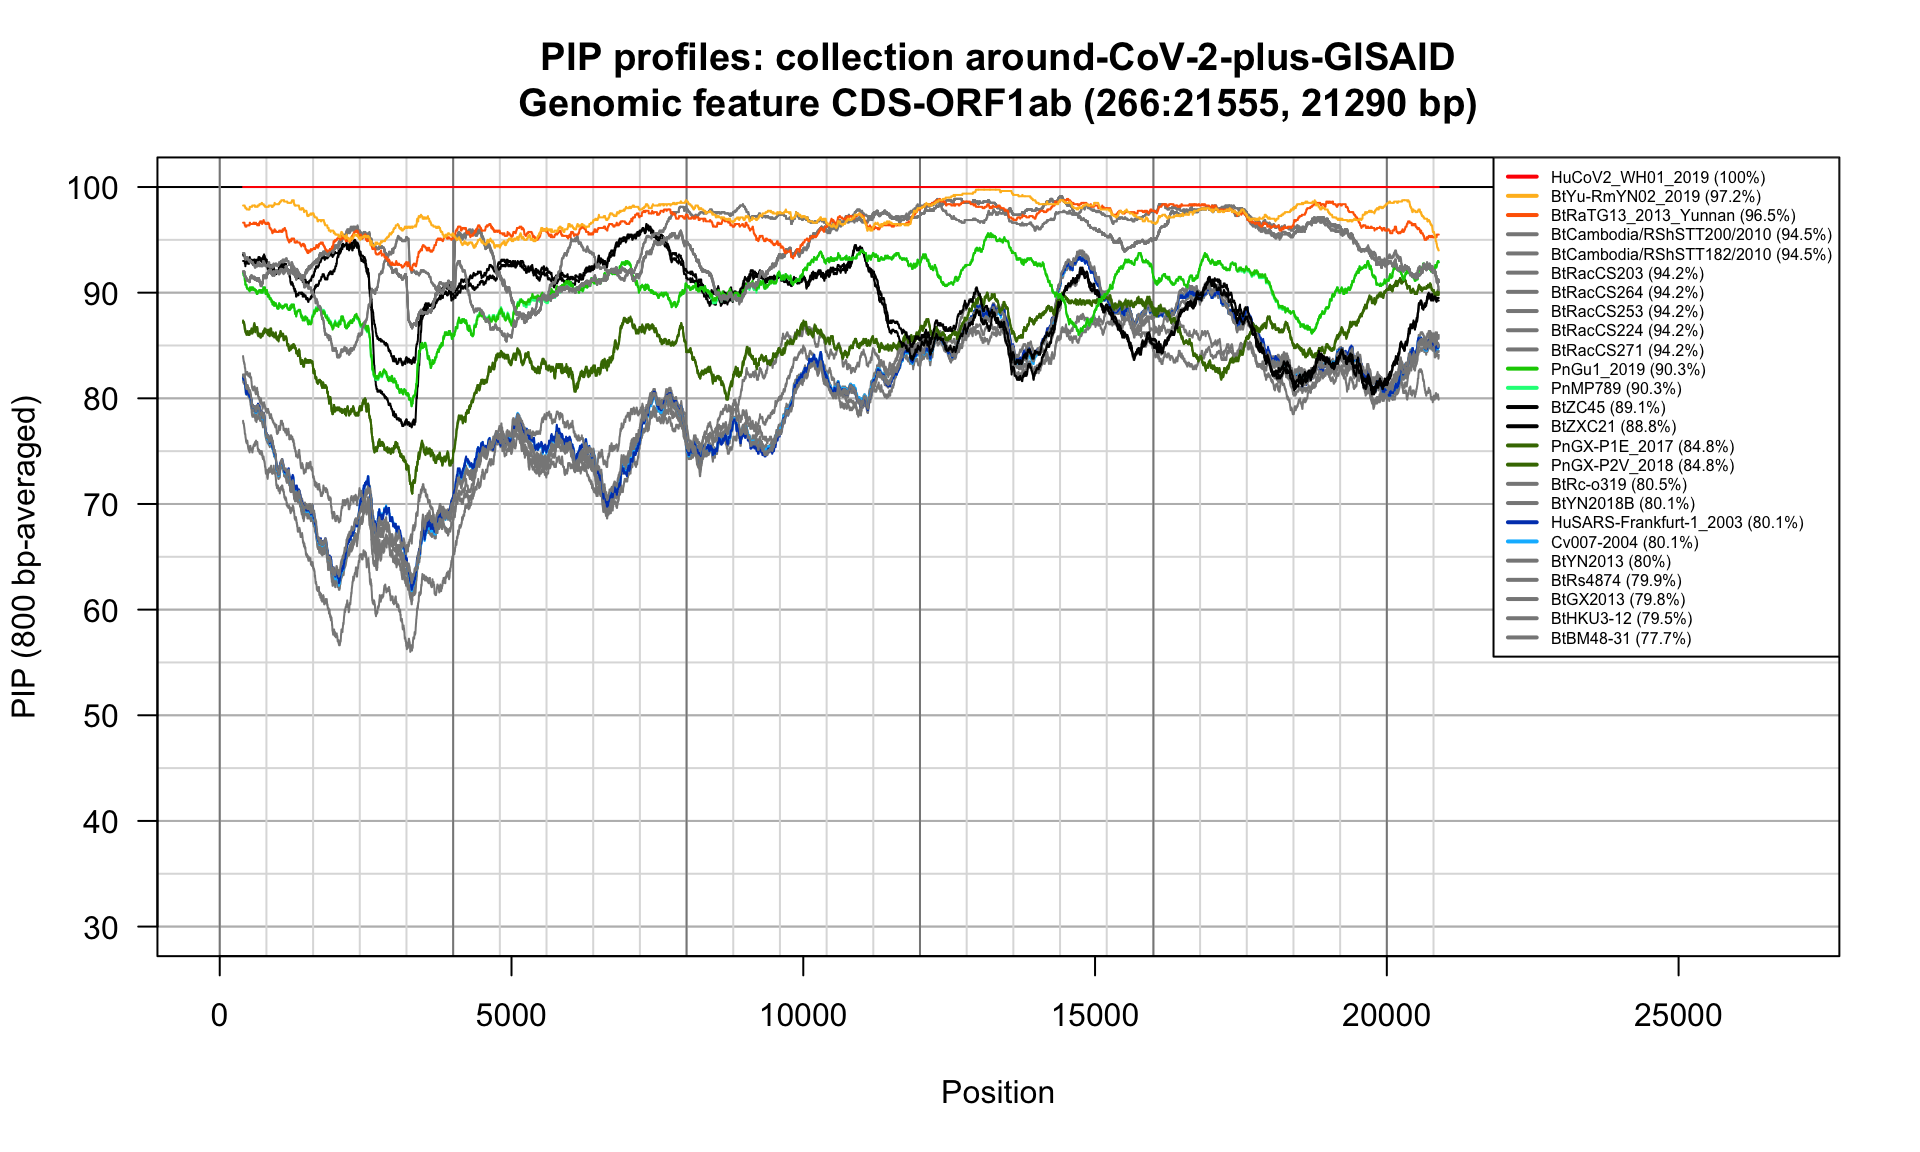 PIP profiles: collection around-CoV-2-plus-GISAID
Genomic feature CDS-ORF1ab (266:21555, 21290 bp)
PIP (800 bp-averaged)
100
90
80
70
60
50
40
30
0
5000
10000
15000
20000
25000
Position
HuCoV2_WH01_2019 (100%)
BtYu-RmYN02_2019 (97.2%)
BtRaTG13_2013_Yunnan (96.5%)
BtCambodia/RShSTT200/2010 (94.5%)
BtCambodia/RShSTT182/2010 (94.5%)
BtRacCS203 (94.2%)
BtRacCS264 (94.2%)
BtRacCS253 (94.2%)
BtRacCS224 (94.2%)
BtRacCS271 (94.2%)
PnGu1_2019 (90.3%)
PnMP789 (90.3%)
BtZC45 (89.1%)
BtZXC21 (88.8%)
PnGX-P1E_2017 (84.8%)
PnGX-P2V_2018 (84.8%)
BtRc-o319 (80.5%)
BtYN2018B (80.1%)
HuSARS-Frankfurt-1_2003 (80.1%)
Cv007-2004 (80.1%)
BtYN2013 (80%)
BtRs4874 (79.9%)
BtGX2013 (79.8%)
BtHKU3-12 (79.5%)
BtBM48-31 (77.7%)